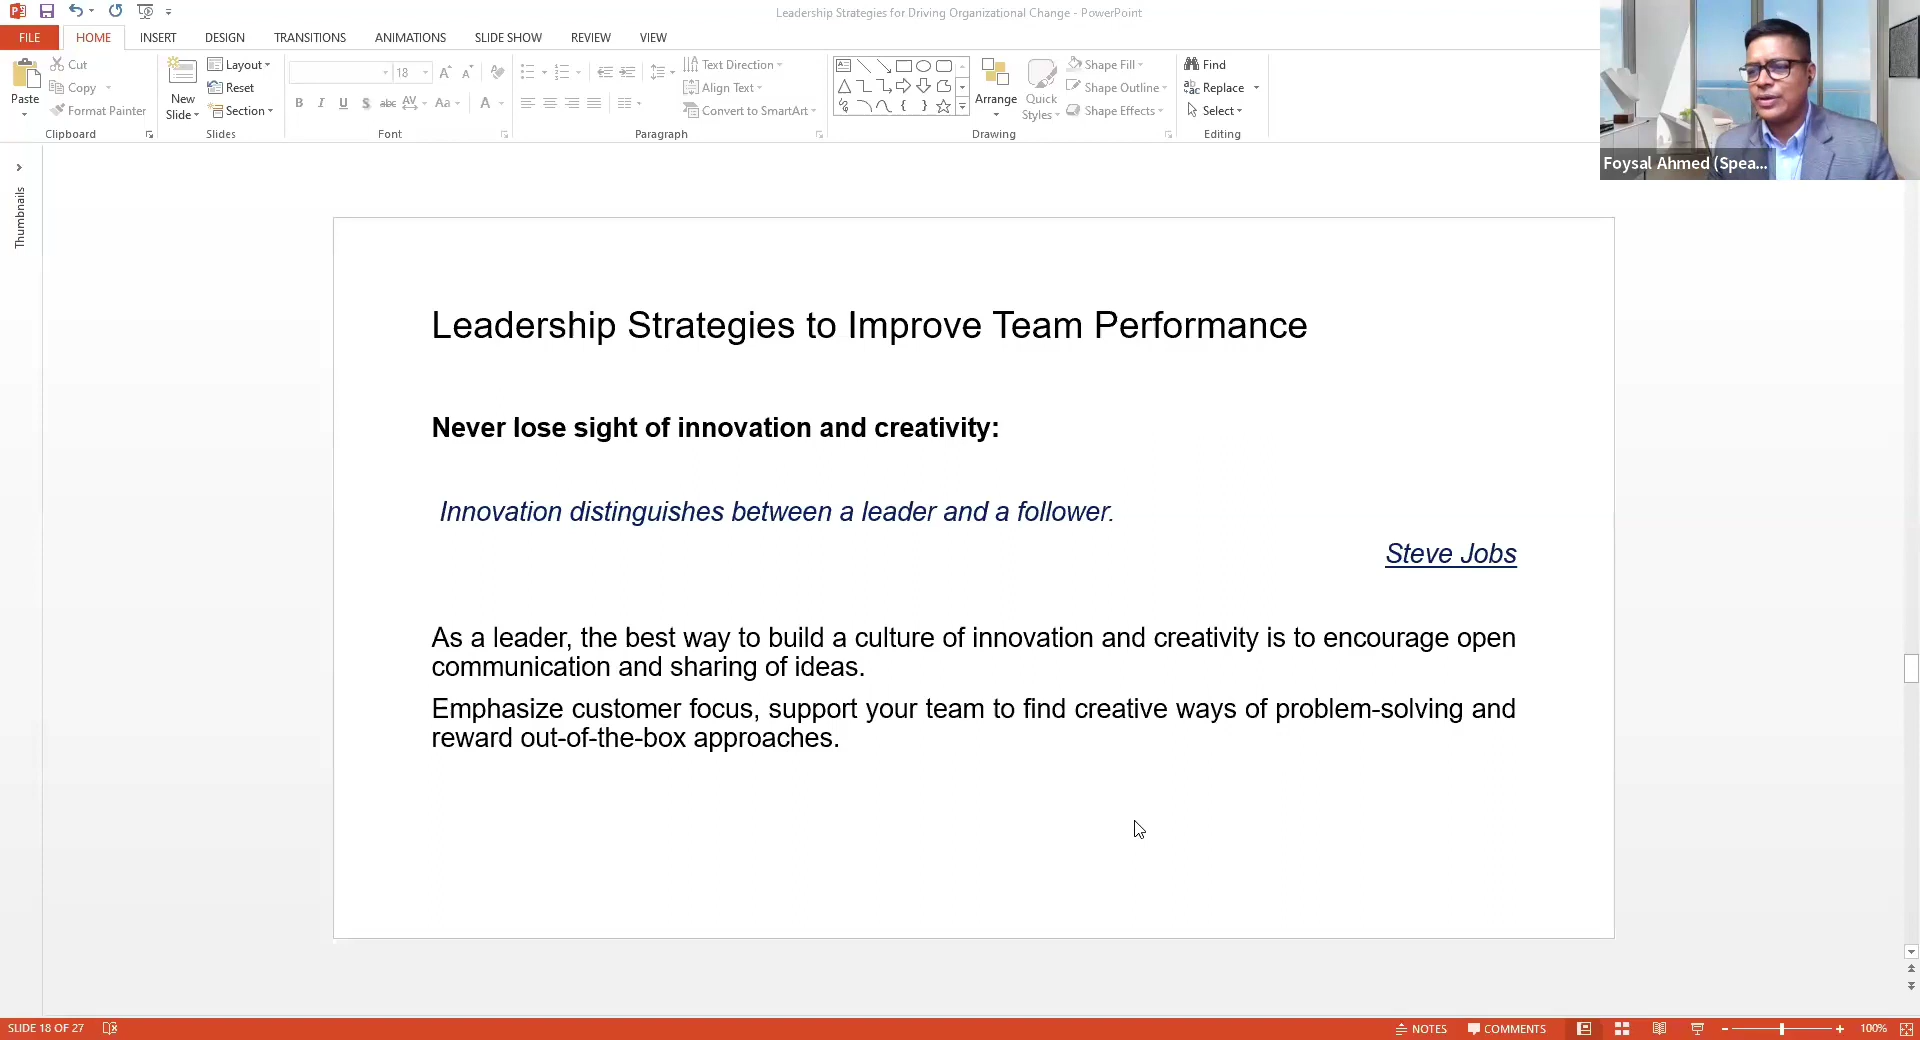 Leadership Strategies for Driving Organizational Change - PowerPoint
FILE HOME INSERT DESIGN TRANSITIONS ANIMATIONS SLIDE SHOW REVIEW VIEW
Paste
Cut
Copy
Format Painter
Clipboard
New
Slide
Layout
Reset
Section
Slides
18
B I U S abc AV Aa A
Font
Text Direction
Align Text
Convert to SmartArt
Paragraph
Arrange
Quick
Styles
Shape Fill
Shape Outline
Shape Effects
Drawing
Find
Replace
Select
Editing
Foysal Ahmed (Spea...
Thumbnails
Leadership Strategies to Improve Team Performance
Never lose sight of innovation and creativity:
Innovation distinguishes between a leader and a follower.
Steve Jobs
As a leader, the best way to build a culture of innovation and creativity is to encourage open
communication and sharing of ideas.
Emphasize customer focus, support your team to find creative ways of problem-solving and
reward out-of-the-box approaches.
SLIDE 18 OF 27 NOTES COMMENTS 100%